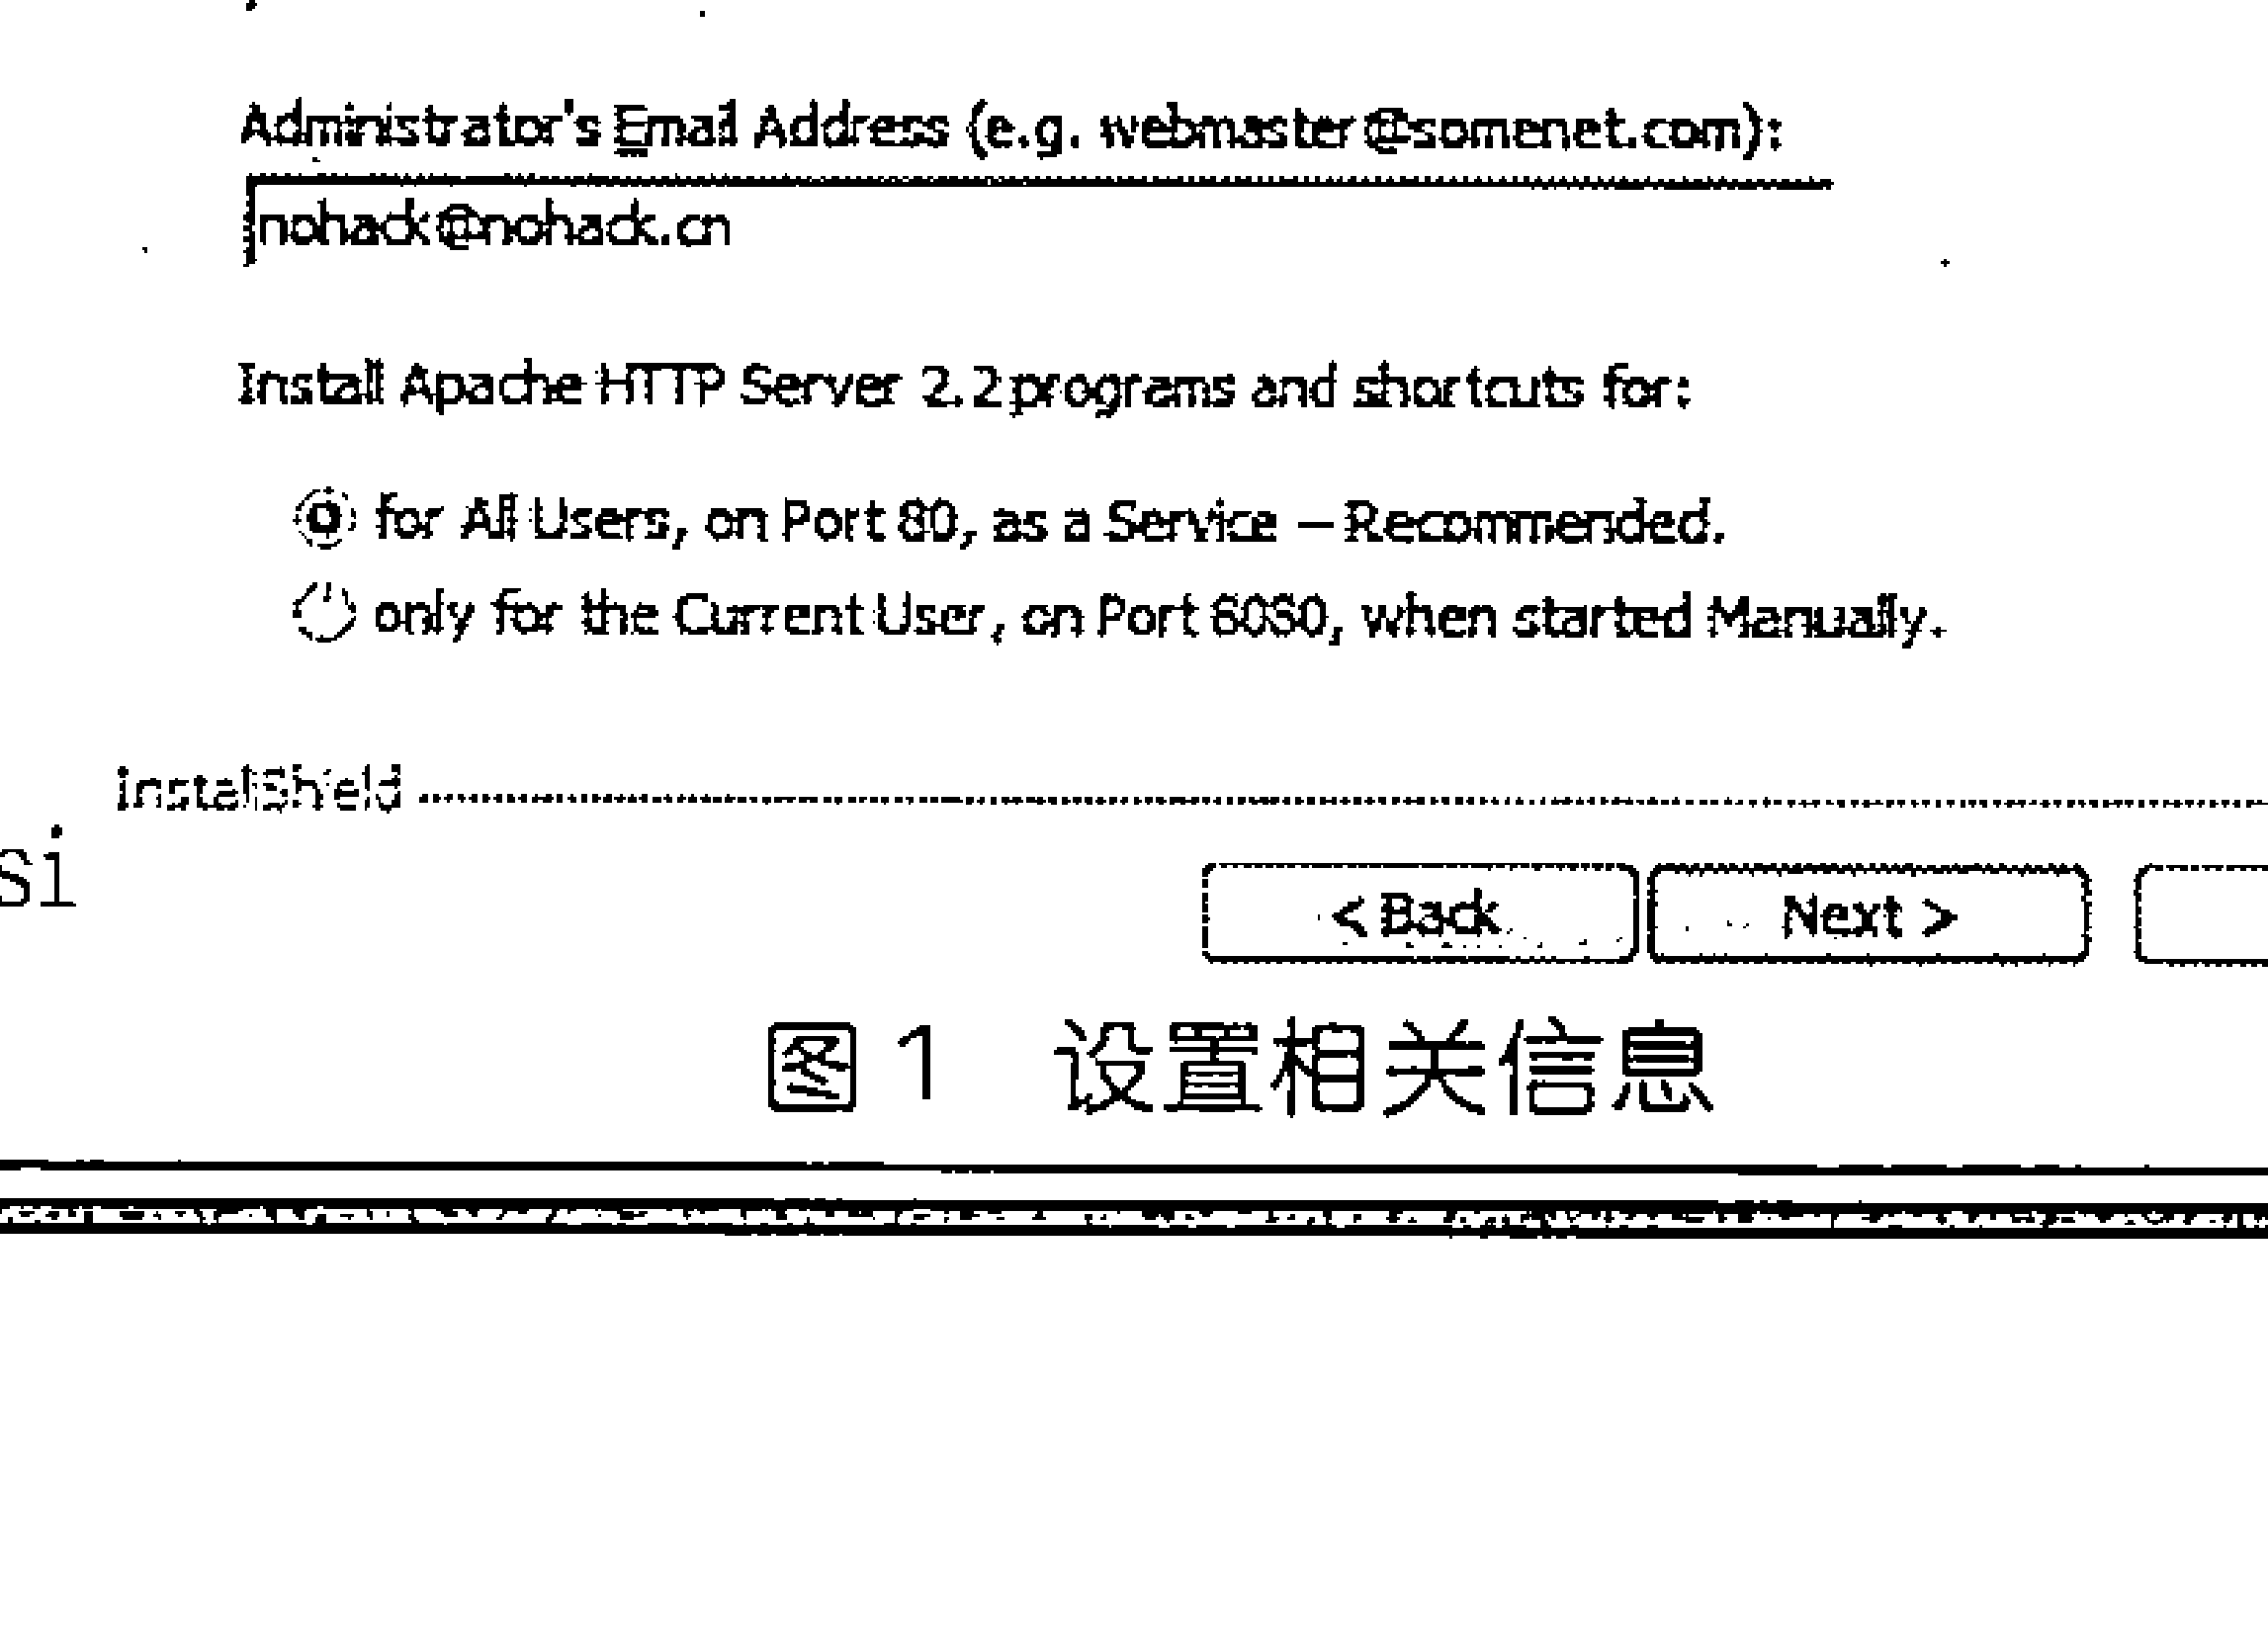 Administrator's Email Address (e.g. webmaster@somenet.com):
nohack@nohack.cn
Install Apache HTTP Server 2.2 programs and shortcuts for:
for All Users, on Port 80, as a Service -- Recommended.
only for the Current User, on Port 8080, when started Manually.
InstallShield
si
< Back Next >
图 1 设置相关信息